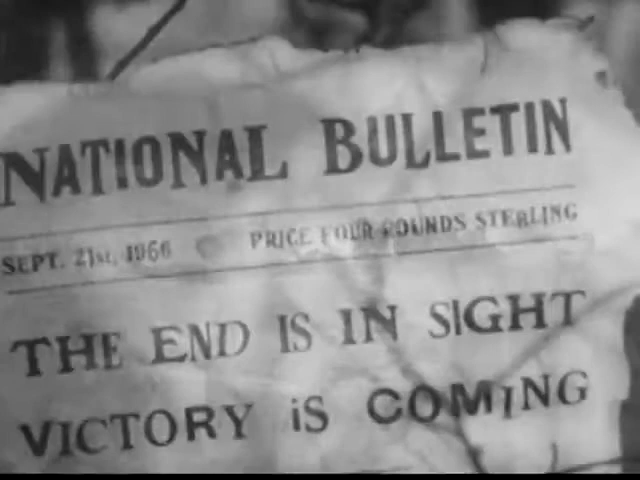 NATIONAL BULLETIN
SEPT. 21st, 1966 PRICE FOUR POUNDS STERLING
THE END IS IN SIGHT
VICTORY iS COMING